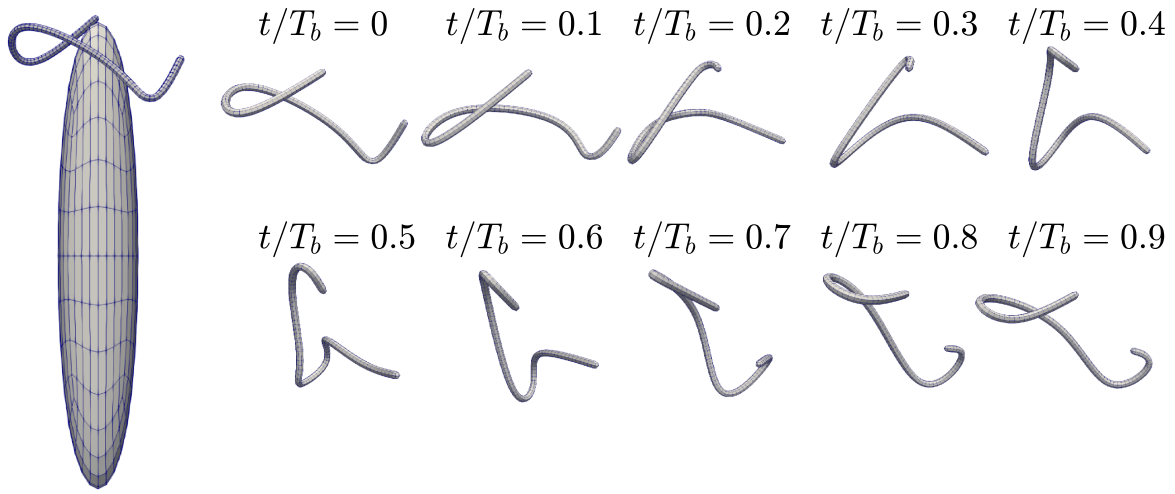 t/T_b = 0 t/T_b = 0.1 t/T_b = 0.2 t/T_b = 0.3 t/T_b = 0.4
t/T_b = 0.5 t/T_b = 0.6 t/T_b = 0.7 t/T_b = 0.8 t/T_b = 0.9